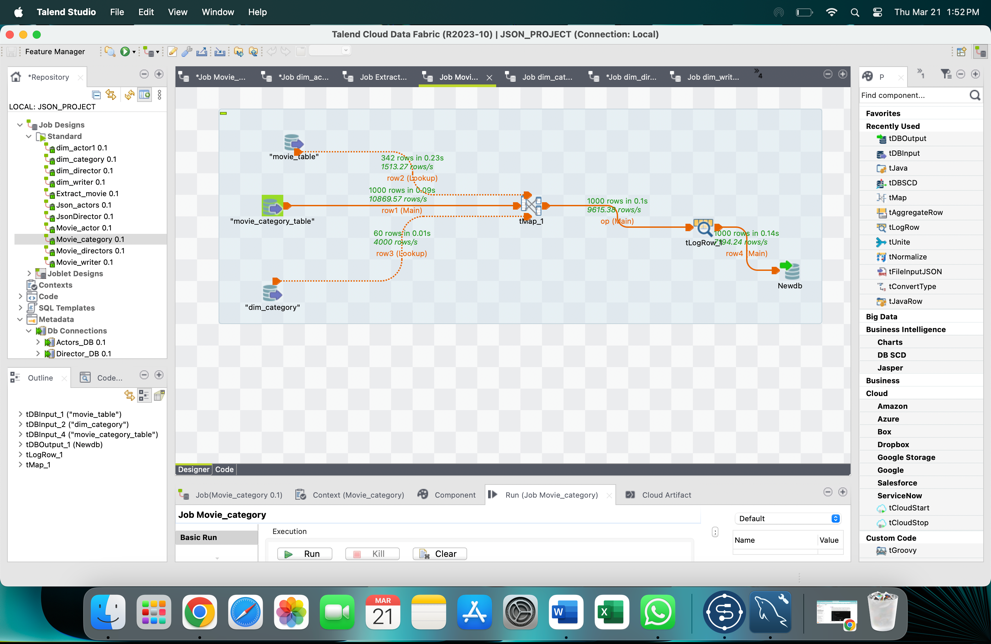 Talend Studio File Edit View Window Help Thu Mar 21 1:52PM
Talend Cloud Data Fabric (R2023-10) | JSON_PROJECT (Connection: Local)
Feature Manager
*Repository
LOCAL: JSON_PROJECT
Job Designs
Standard
dim_actor1 0.1
dim_category 0.1
dim_director 0.1
dim_writer 0.1
Extract_movie 0.1
Json_actors 0.1
JsonDirector 0.1
Movie_actor 0.1
Movie_category 0.1
Movie_directors 0.1
Movie_writer 0.1
Joblet Designs
Contexts
Code
SQL Templates
Metadata
Db Connections
Actors_DB 0.1
Director_DB 0.1
Outline Code...
tDBInput_1 ("movie_table")
tDBInput_2 ("dim_category")
tDBInput_4 ("movie_category_table")
tDBOutput_1 (Newdb)
tLogRow_1
tMap_1
*Job Movie_... *Job dim_ac... Job Extract... Job Movi... Job dim_cat... *Job dim_dir... Job dim_writ... »4
"movie_table"
342 rows in 0.23s
1513.27 rows/s
row2 (Lookup)
1000 rows in 0.09s
10869.57 rows/s
row1 (Main)
"movie_category_table"
60 rows in 0.01s
4000 rows/s
row3 (Lookup)
"dim_category"
tMap_1
1000 rows in 0.1s
9615.38 rows/s
op (Main)
tLogRow_1
1000 rows in 0.14s
row4 (Main)
Newdb
Designer Code
Job(Movie_category 0.1) Context (Movie_category) Component Run (Job Movie_category) Cloud Artifact
Job Movie_category
Basic Run
Execution
Run Kill Clear
Default
Name Value
P »1
Find component...
Favorites
Recently Used
tDBOutput
tDBInput
tJava
tDBSCD
tMap
tAggregateRow
tLogRow
tUnite
tNormalize
tFileInputJSON
tConvertType
tJavaRow
Big Data
Business Intelligence
Charts
DB SCD
Jasper
Business
Cloud
Amazon
Azure
Box
Dropbox
Google Storage
Google
Salesforce
ServiceNow
tCloudStart
tCloudStop
Custom Code
tGroovy
MAR
21